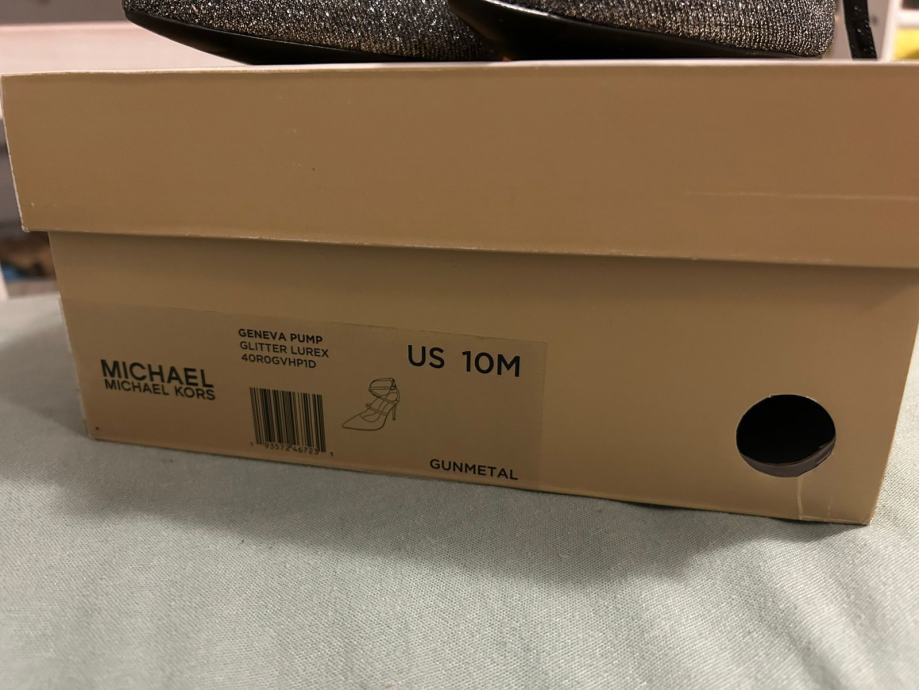 MICHAEL
MICHAEL KORS
GENEVA PUMP
GLITTER LUREX
40R0GVHP1D
US 10M
GUNMETAL